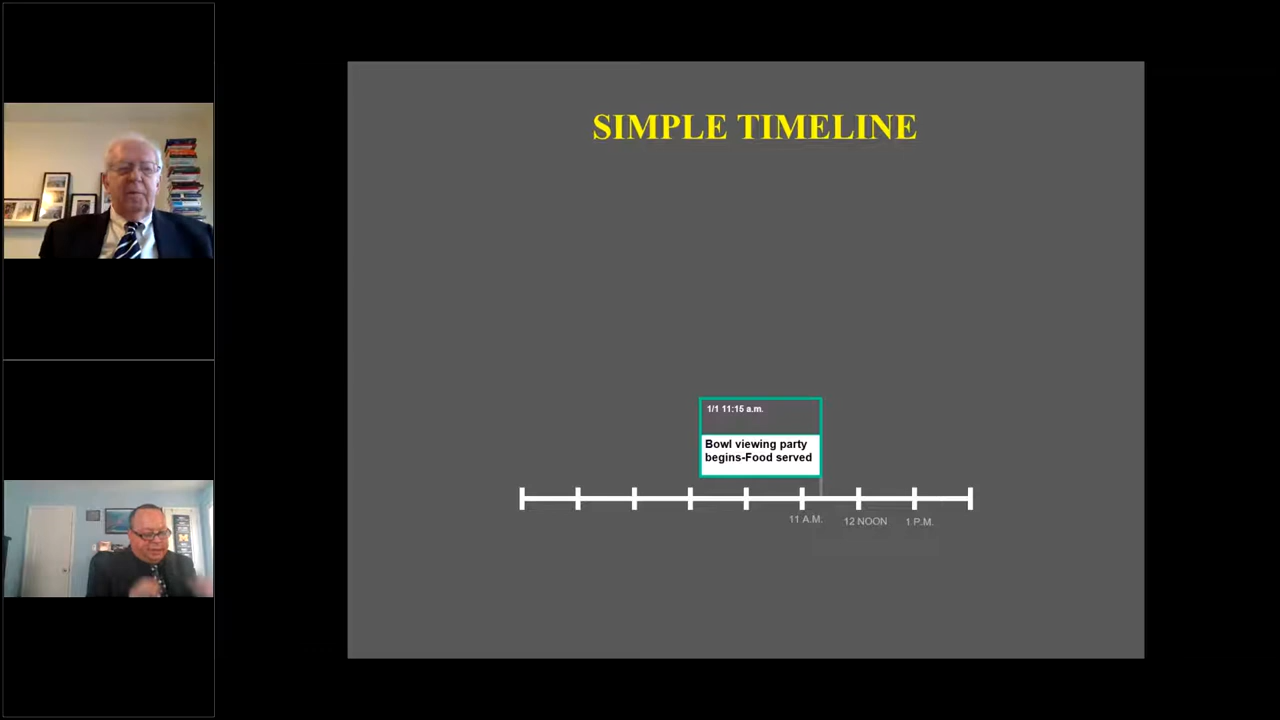 SIMPLE TIMELINE
1/1 11:15 a.m.
Bowl viewing party
begins-Food served
11 A.M.
12 NOON
1 P.M.